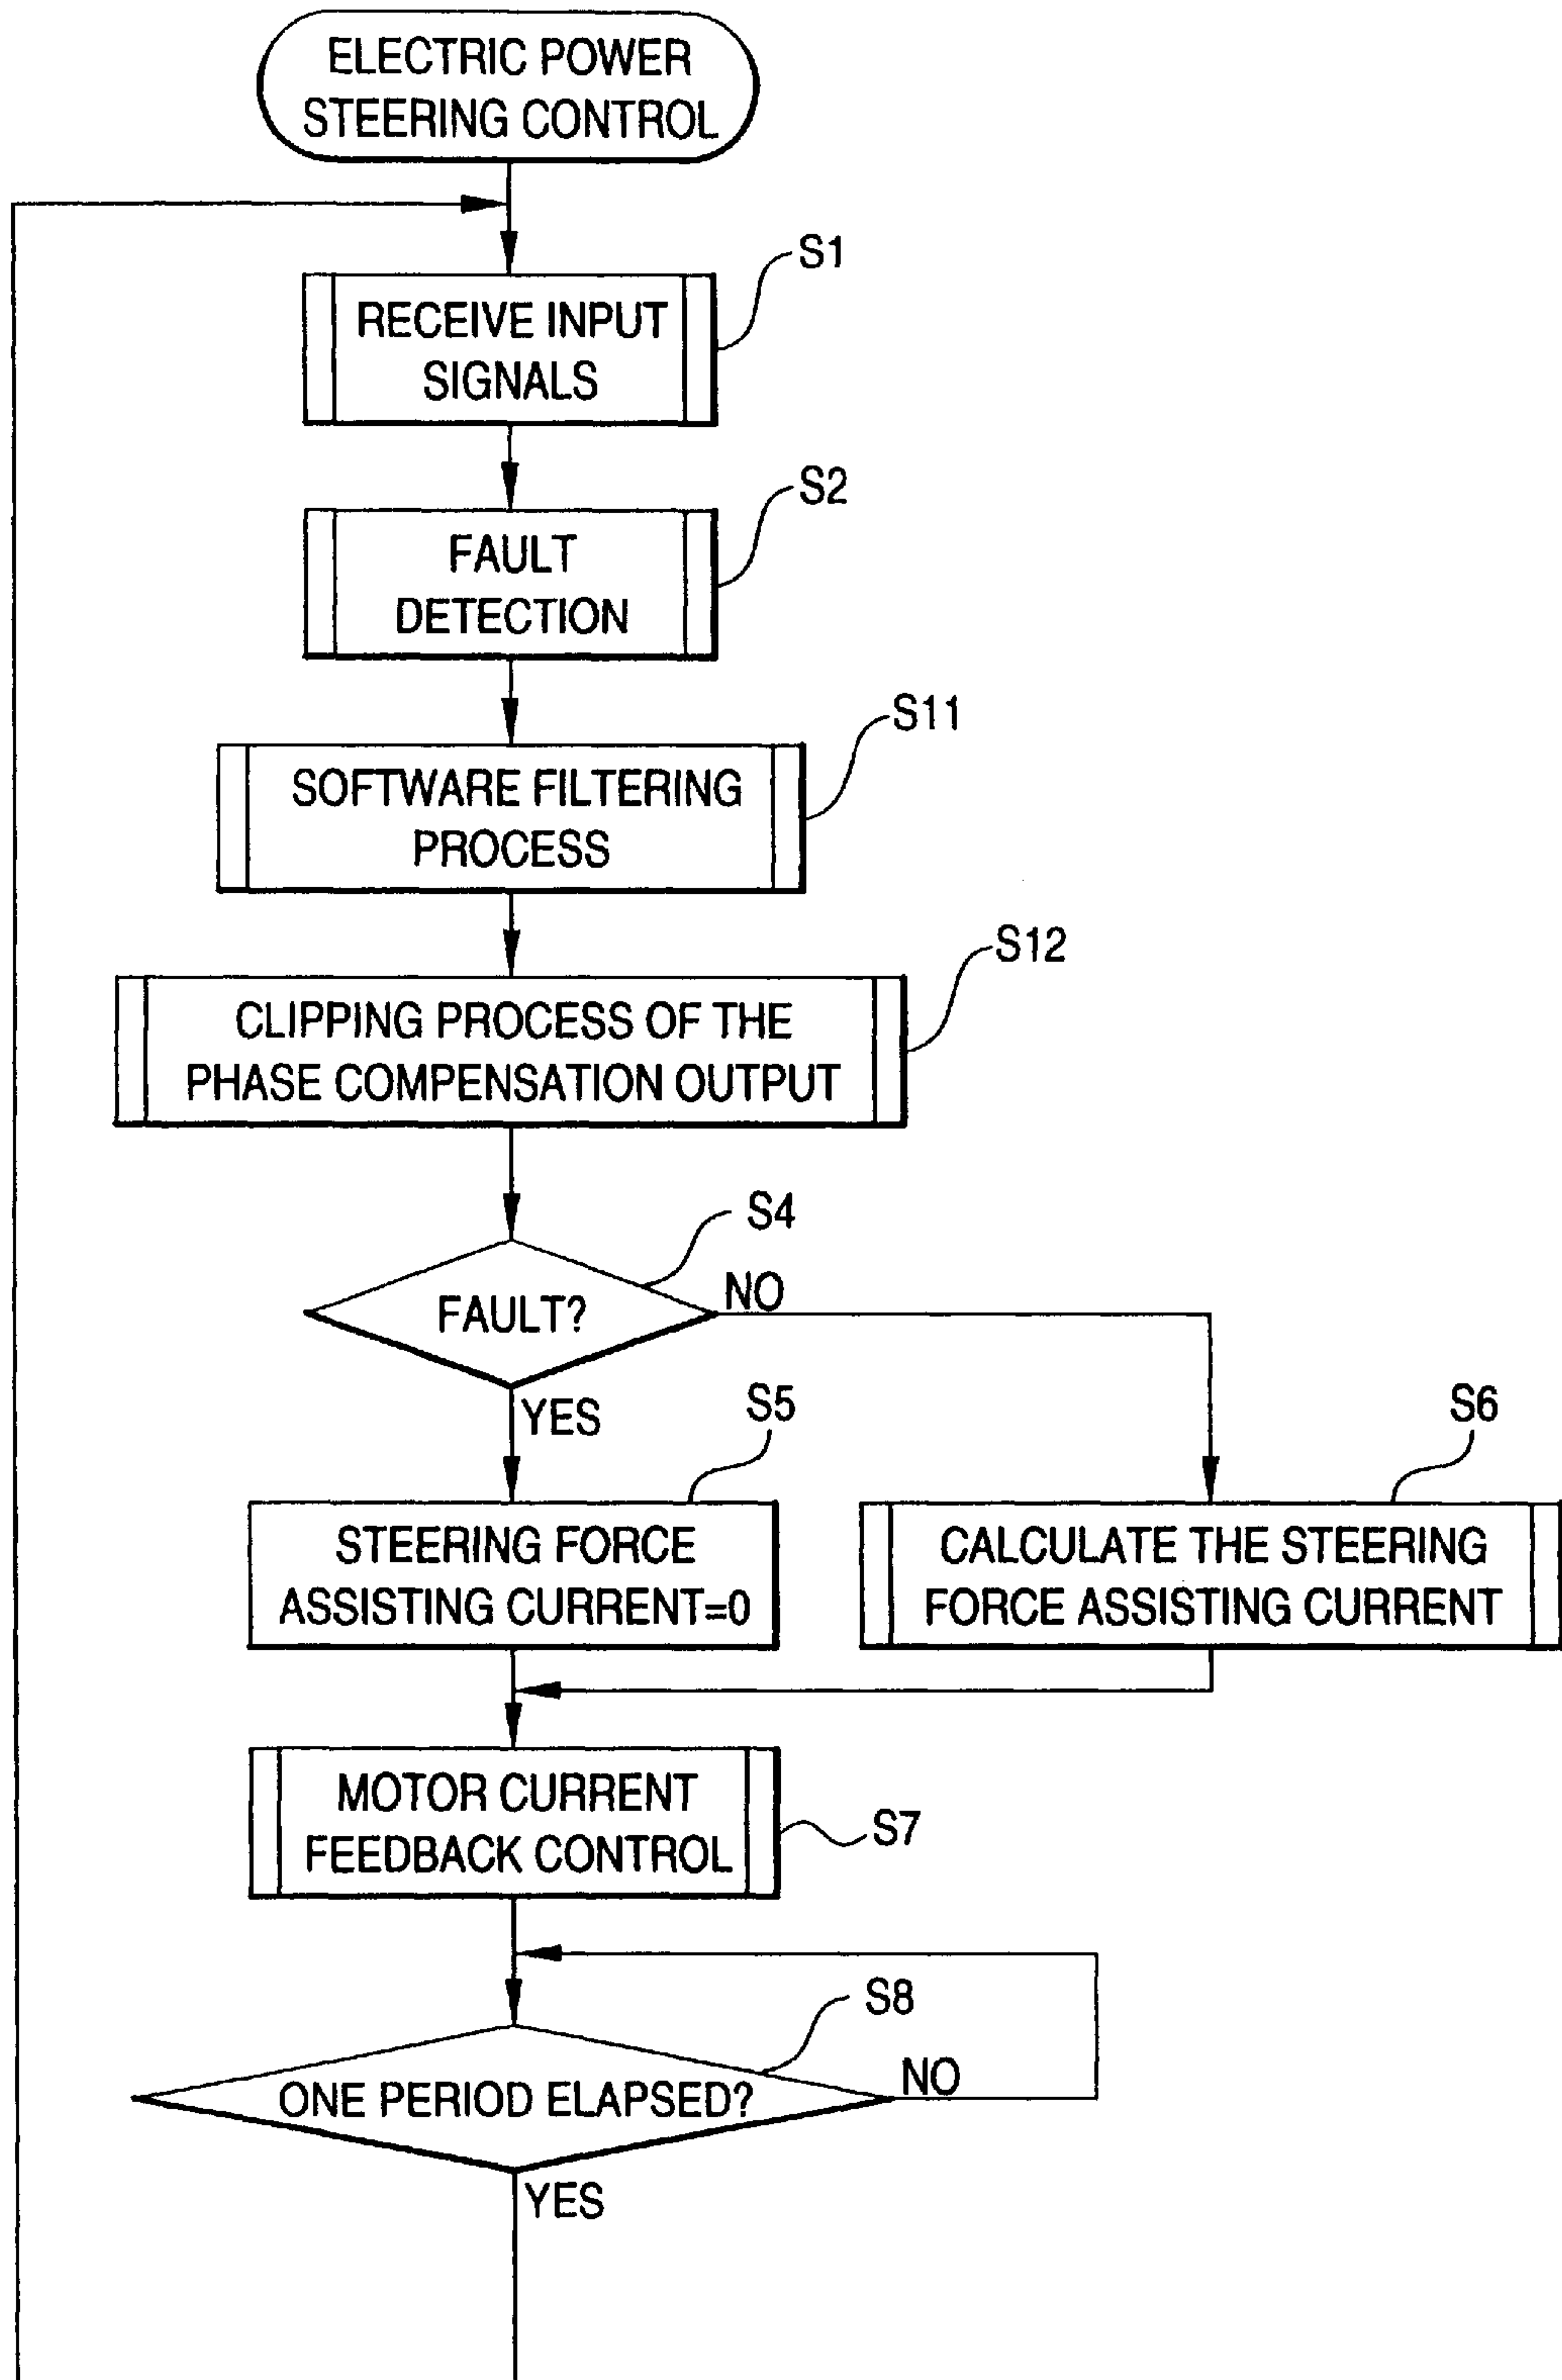 ELECTRIC POWER
STEERING CONTROL
S1
RECEIVE INPUT
SIGNALS
S2
FAULT
DETECTION
S11
SOFTWARE FILTERING
PROCESS
S12
CLIPPING PROCESS OF THE
PHASE COMPENSATION OUTPUT
S4
FAULT?
NO
YES
S5
STEERING FORCE
ASSISTING CURRENT=0
S6
CALCULATE THE STEERING
FORCE ASSISTING CURRENT
MOTOR CURRENT
FEEDBACK CONTROL
S7
S8
ONE PERIOD ELAPSED?
NO
YES